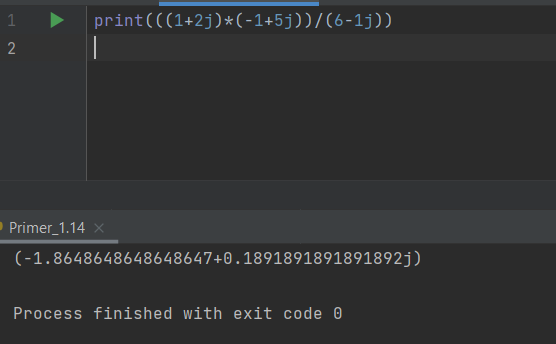 1 print(((1+2j)*(-1+5j))/(6-1j))
2
Primer_1.14
(-1.8648648648648647+0.1891891891891892j)
Process finished with exit code 0